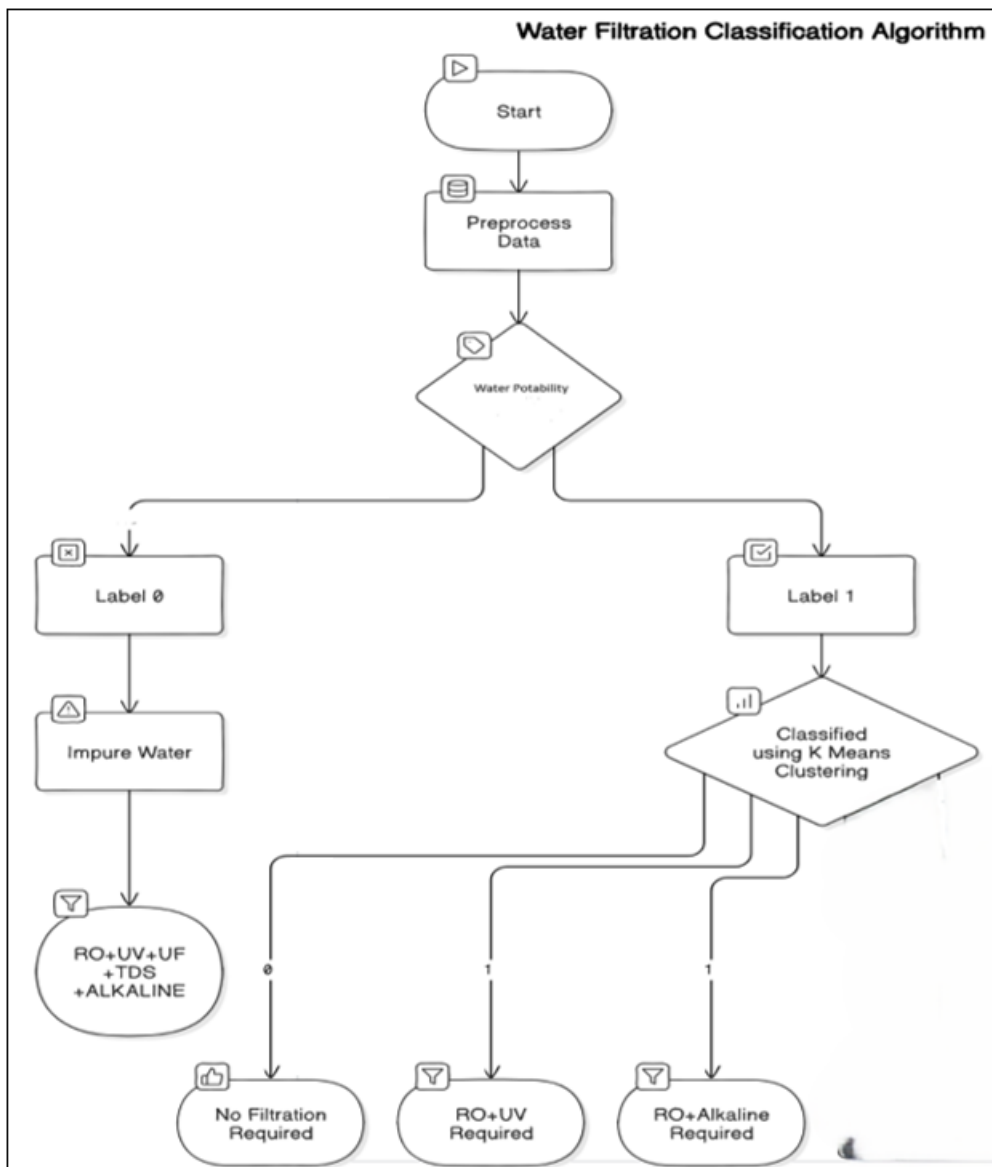 Water Filtration Classification Algorithm
Start
Preprocess
Data
Water Potability
Label 0
Label 1
Impure Water
Classified
using K Means
Clustering
RO+UV+UF
+TDS
+ALKALINE
0
1
1
No Filtration
Required
RO+UV
Required
RO+Alkaline
Required